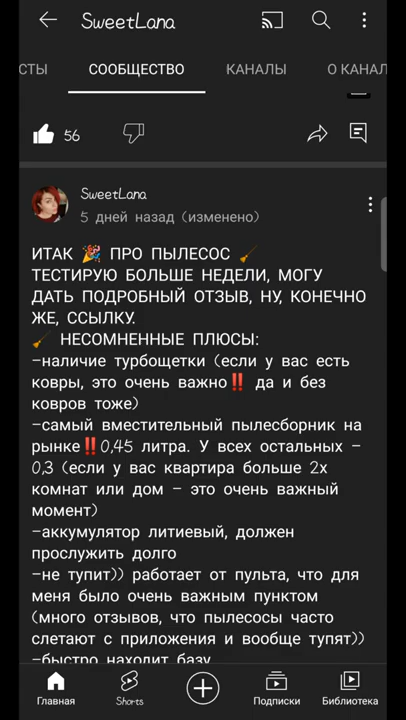 SweetLana
СТЫ
СООБЩЕСТВО
КАНАЛЫ
О КАНАЛ
56
SweetLana
5 дней назад (изменено)
ИТАК 🎉 ПРО ПЫЛЕСОС 🧹
ТЕСТИРУЮ БОЛЬШЕ НЕДЕЛИ, МОГУ
ДАТЬ ПОДРОБНЫЙ ОТЗЫВ, НУ, КОНЕЧНО
ЖЕ, ССЫЛКУ.
🧹 НЕСОМНЕННЫЕ ПЛЮСЫ:
-наличие турбощетки (если у вас есть
ковры, это очень важно‼️ да и без
ковров тоже)
-самый вместительный пылесборник на
рынке‼️0,45 литра. У всех остальных -
0,3 (если у вас квартира больше 2х
комнат или дом - это очень важный
момент)
-аккумулятор литиевый, должен
прослужить долго
-не тупит)) работает от пульта, что для
меня было очень важным пунктом
(много отзывов, что пылесосы часто
слетают с приложения и вообще тупят))
-быстро находит базу
Главная
Shorts
Подписки
Библиотека